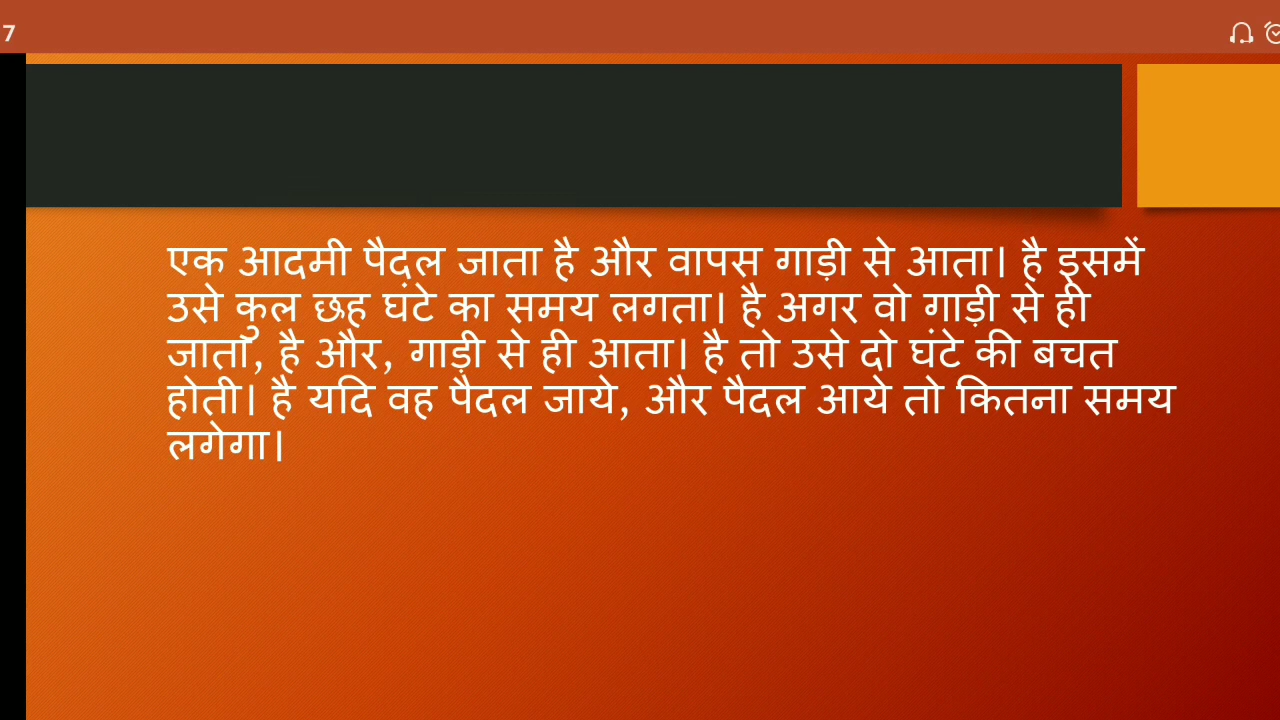 7
एक आदमी पैदल जाता है और वापस गाड़ी से आता। है इसमें
उसे कुल छह घंटे का समय लगता। है अगर वो गाड़ी से ही
जाता, है और, गाड़ी से ही आता। है तो उसे दो घंटे की बचत
होती। है यदि वह पैदल जाये, और पैदल आये तो कितना समय
लगेगा।